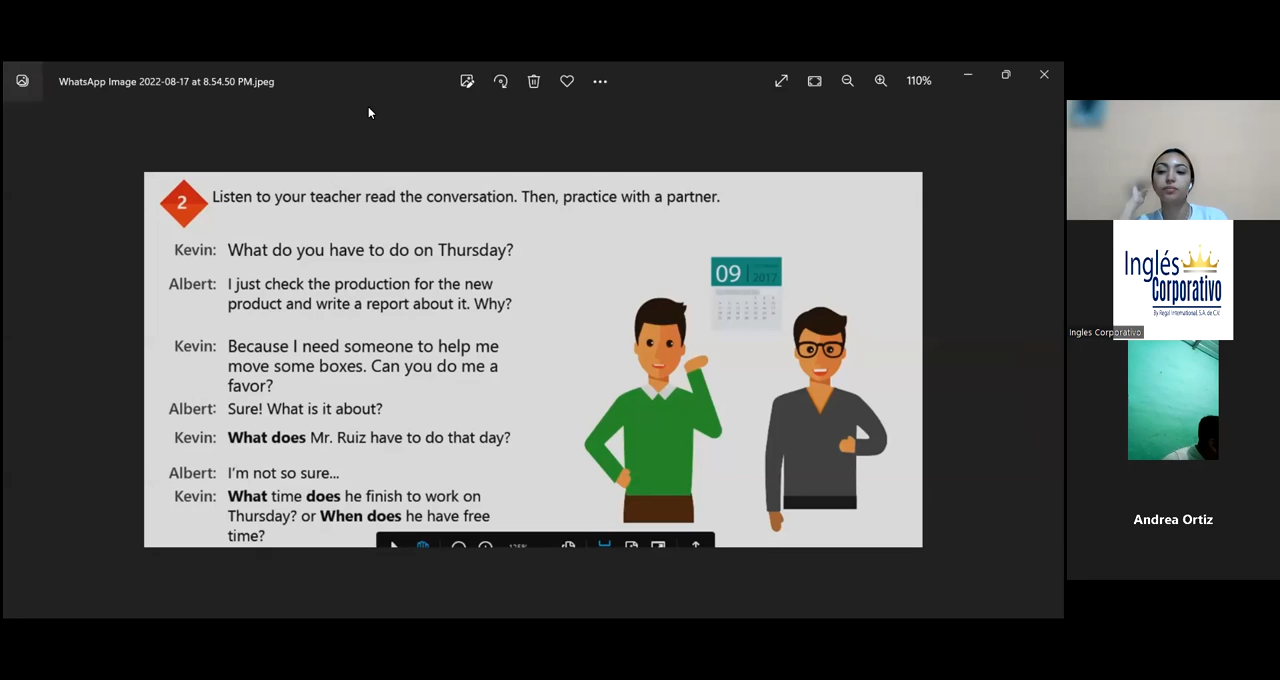 WhatsApp Image 2022-08-17 at 8.54.50 PM.jpeg
110%
2
Listen to your teacher read the conversation. Then, practice with a partner.
Kevin: What do you have to do on Thursday?
Albert: I just check the production for the new
product and write a report about it. Why?
Kevin: Because I need someone to help me
move some boxes. Can you do me a
favor?
Albert: Sure! What is it about?
Kevin: What does Mr. Ruiz have to do that day?
Albert: I'm not so sure...
Kevin: What time does he finish to work on
Thursday? or When does he have free
time?
09
2017
Inglés
Corporativo
By Regal International, S.A. de C.V.
Ingles Corporativo
Andrea Ortiz